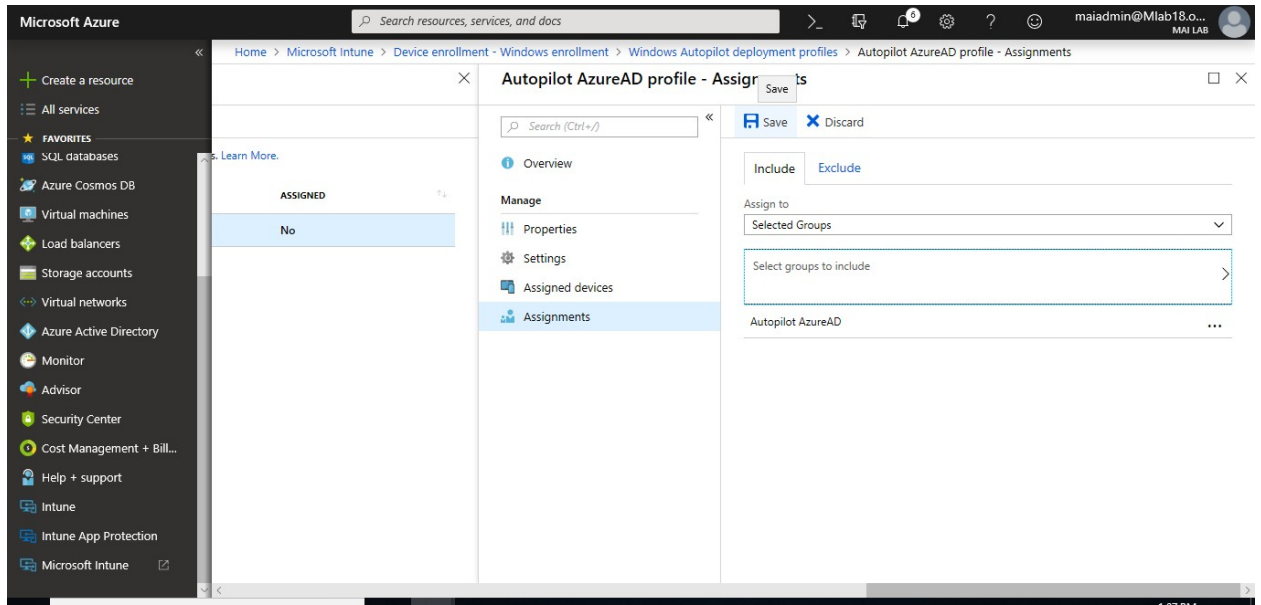 Microsoft Azure
Search resources, services, and docs
6
maiadmin@Mlab18.o...
MAI LAB
Home > Microsoft Intune > Device enrollment - Windows enrollment > Windows Autopilot deployment profiles > Autopilot AzureAD profile - Assignments
Create a resource
All services
FAVORITES
SQL databases
Azure Cosmos DB
Virtual machines
Load balancers
Storage accounts
Virtual networks
Azure Active Directory
Monitor
Advisor
Security Center
Cost Management + Bill...
Help + support
Intune
Intune App Protection
Microsoft Intune
s. Learn More.
ASSIGNED
No
Autopilot AzureAD profile - Assignments
Save
Search (Ctrl+/)
Overview
Manage
Properties
Settings
Assigned devices
Assignments
Save
Discard
Include
Exclude
Assign to
Selected Groups
Select groups to include
Autopilot AzureAD
...